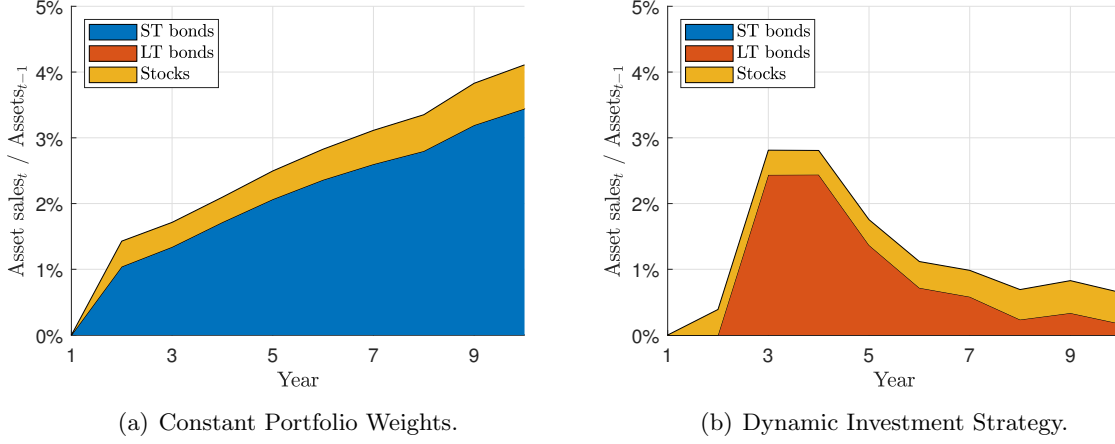 ST bonds
LT bonds
Stocks
5%
4%
3%
2%
1%
0%
Asset sales_t / Assets_{t−1}
1 3 5 7 9
Year
(a) Constant Portfolio Weights.
ST bonds
LT bonds
Stocks
5%
4%
3%
2%
1%
0%
Asset sales_t / Assets_{t−1}
1 3 5 7 9
Year
(b) Dynamic Investment Strategy.